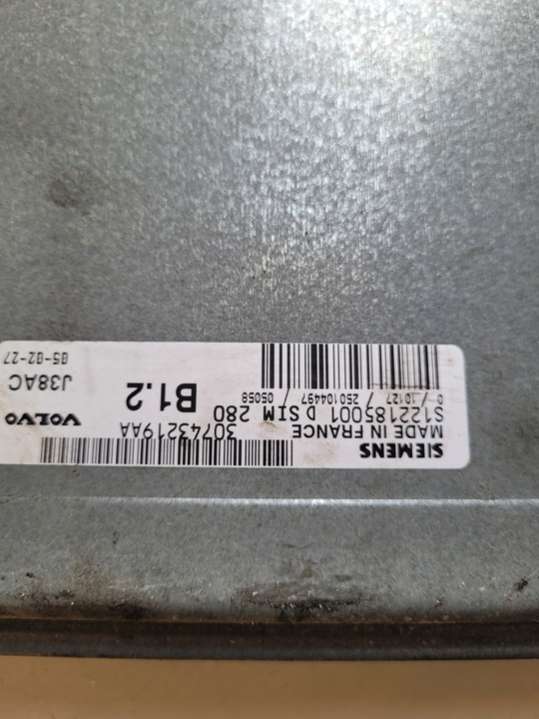 SIEMENS
MADE IN FRANCE
S122185001 D SIM 280
0 / 10127 / 250104497 / 05058
30743219AA
B1.2
VOLVO
J38AC
05-02-27